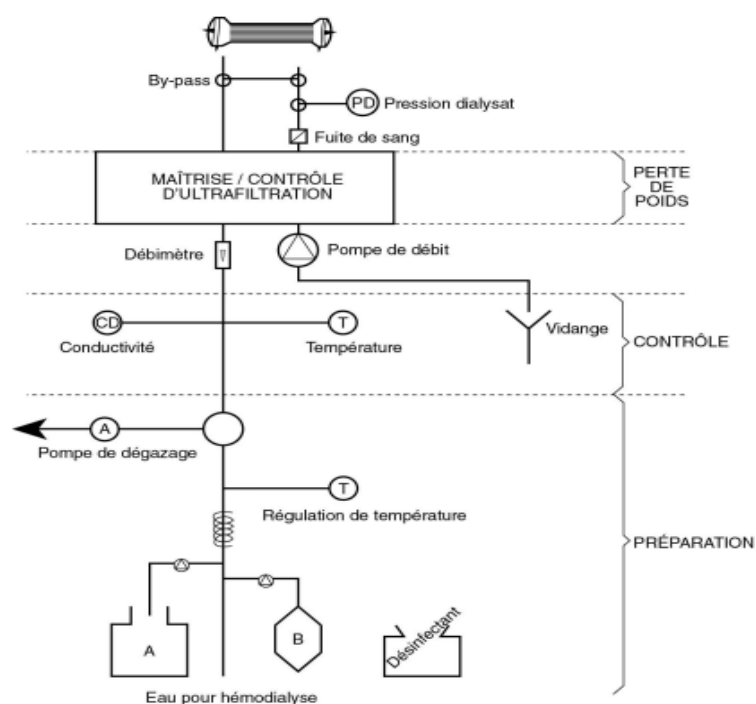 By-pass
PD Pression dialysat
Fuite de sang
MAÎTRISE / CONTRÔLE
D'ULTRAFILTRATION
PERTE
DE
POIDS
Débimètre
Pompe de débit
CD
T
Vidange
Conductivité
Température
CONTRÔLE
A
Pompe de dégazage
T
Régulation de température
PRÉPARATION
A
B
Désinfectant
Eau pour hémodialyse